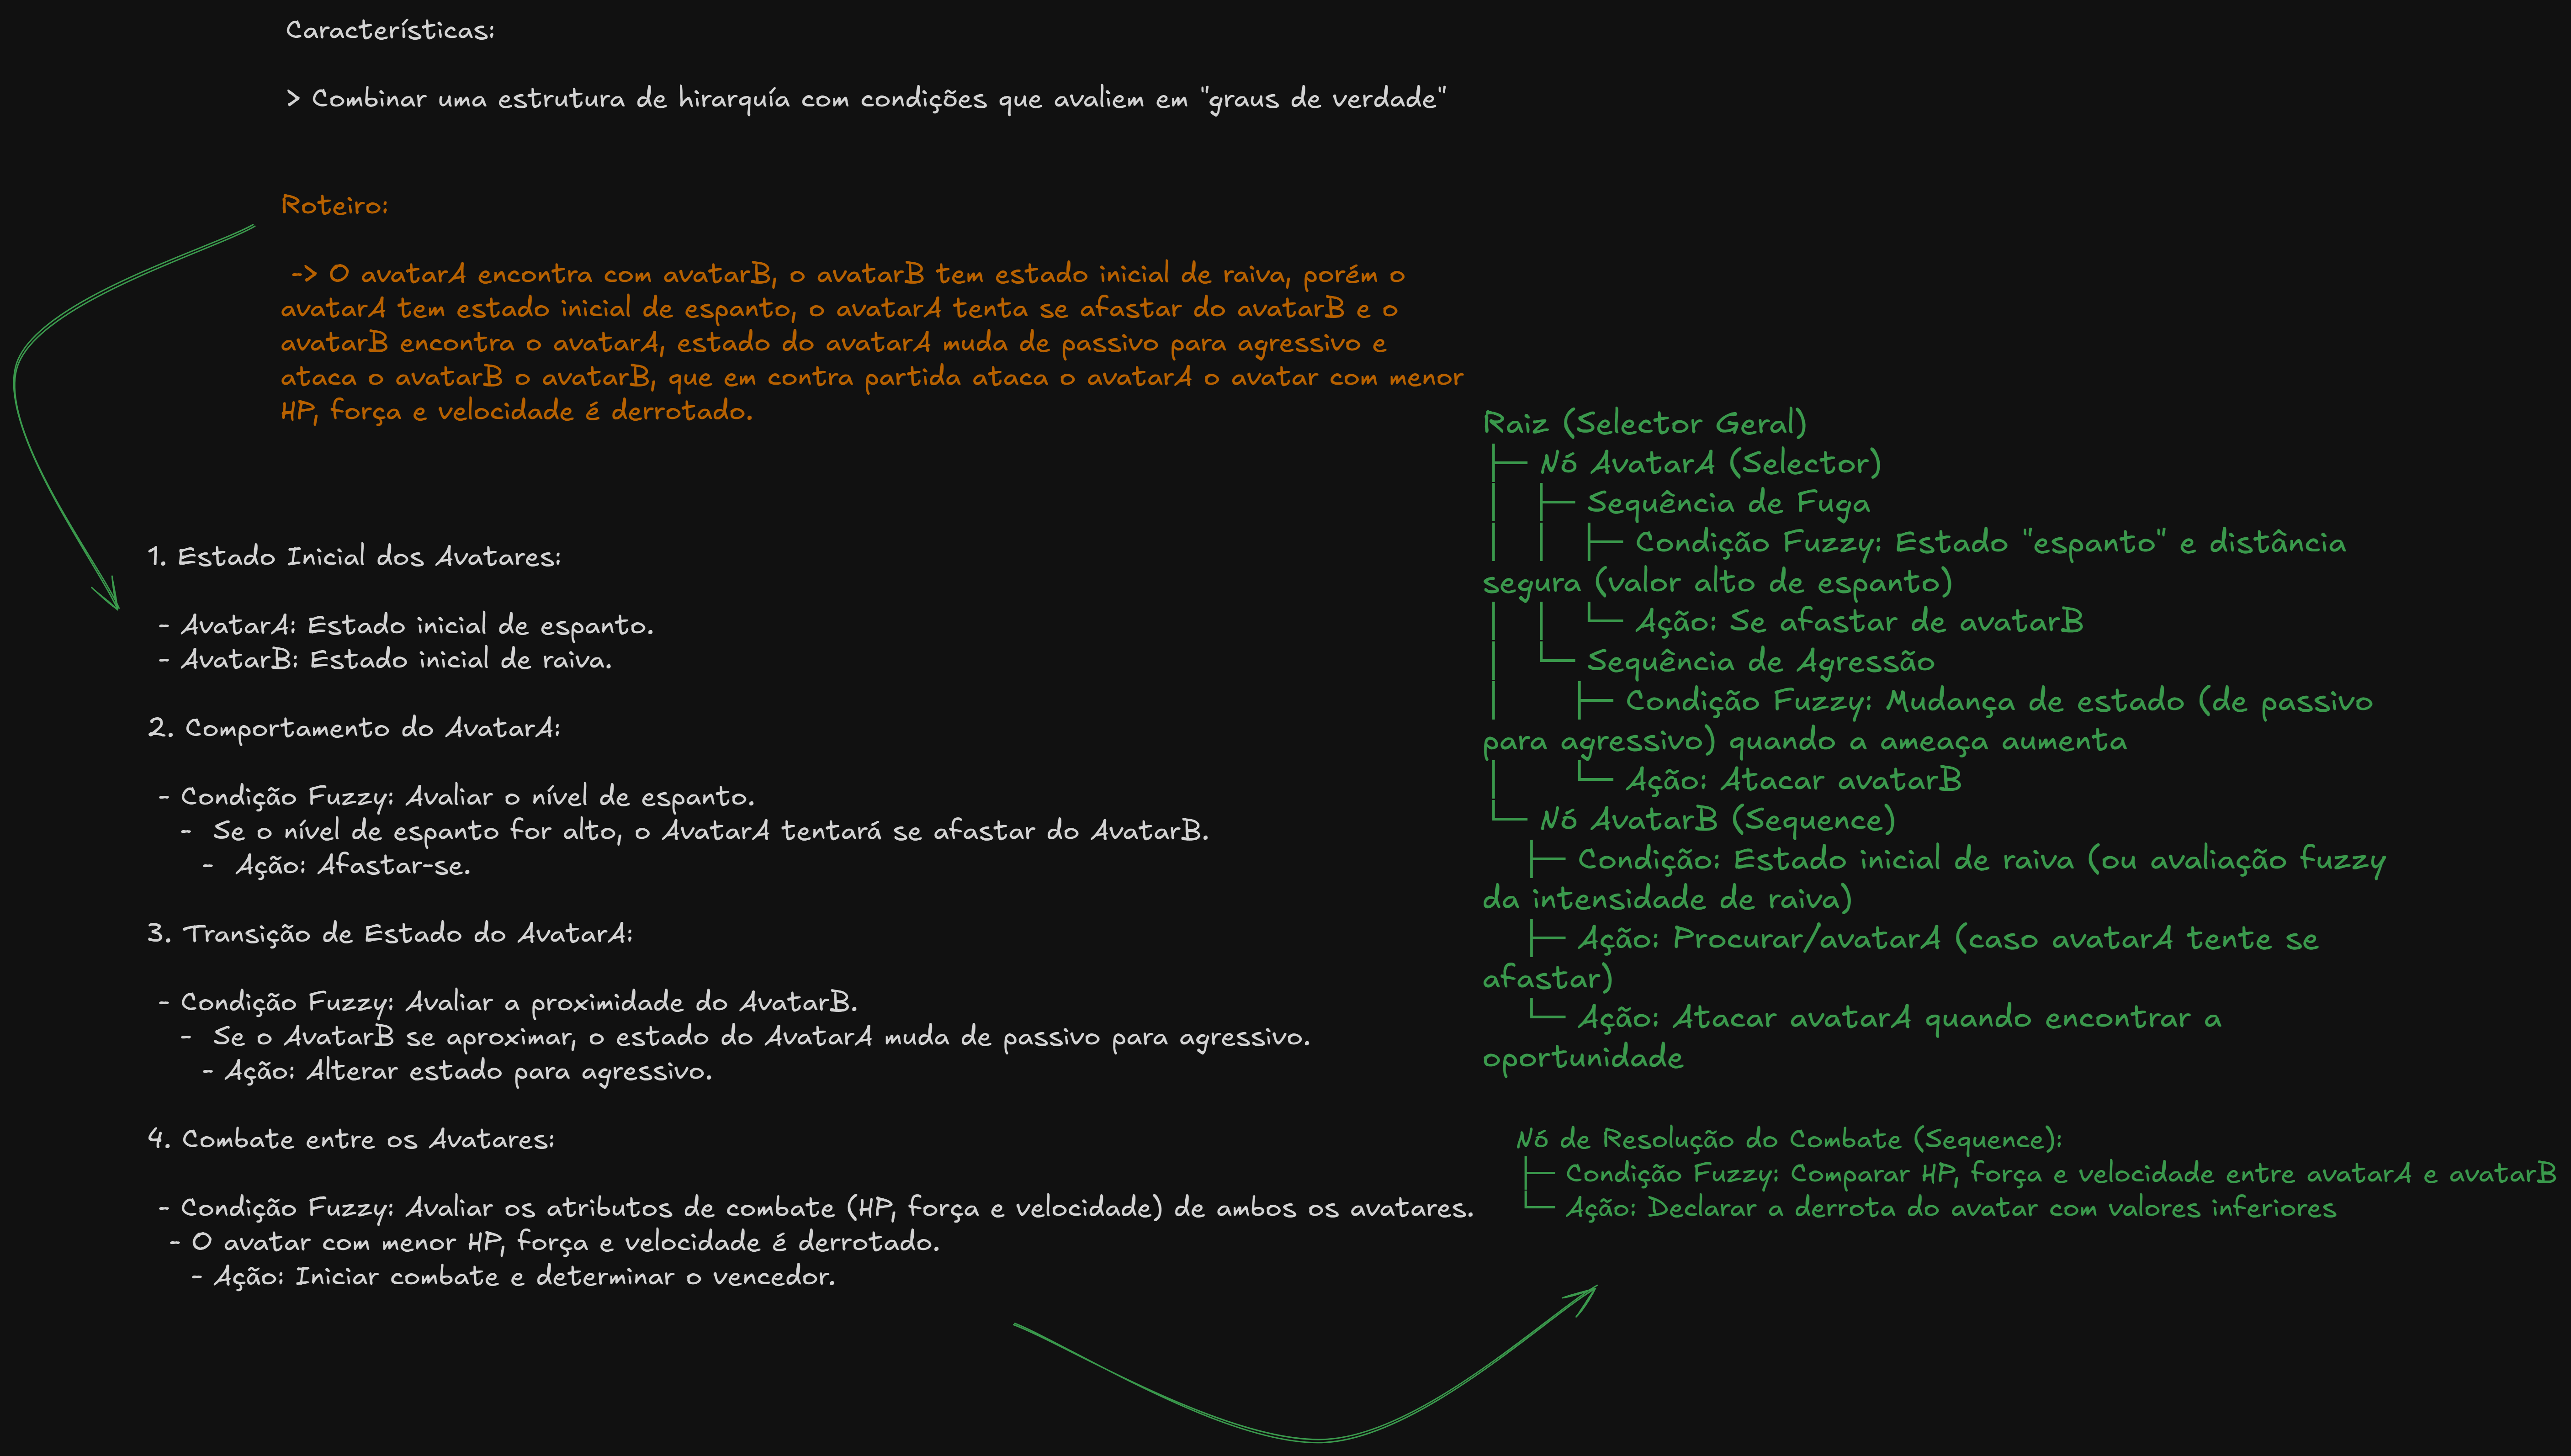 Características:
> Combinar uma estrutura de hirarquía com condições que avaliem em "graus de verdade"
Roteiro:
-> O avatarA encontra com avatarB, o avatarB tem estado inicial de raiva, porém o
avatarA tem estado inicial de espanto, o avatarA tenta se afastar do avatarB e o
avatarB encontra o avatarA, estado do avatarA muda de passivo para agressivo e
ataca o avatarB o avatarB, que em contra partida ataca o avatarA o avatar com menor
HP, força e velocidade é derrotado.
1. Estado Inicial dos Avatares:
- AvatarA: Estado inicial de espanto.
- AvatarB: Estado inicial de raiva.
2. Comportamento do AvatarA:
- Condição Fuzzy: Avaliar o nível de espanto.
- Se o nível de espanto for alto, o AvatarA tentará se afastar do AvatarB.
- Ação: Afastar-se.
3. Transição de Estado do AvatarA:
- Condição Fuzzy: Avaliar a proximidade do AvatarB.
- Se o AvatarB se aproximar, o estado do AvatarA muda de passivo para agressivo.
- Ação: Alterar estado para agressivo.
4. Combate entre os Avatares:
- Condição Fuzzy: Avaliar os atributos de combate (HP, força e velocidade) de ambos os avatares.
- O avatar com menor HP, força e velocidade é derrotado.
- Ação: Iniciar combate e determinar o vencedor.
Raiz (Selector Geral)
├── Nó AvatarA (Selector)
│   ├── Sequência de Fuga
│   │   ├── Condição Fuzzy: Estado "espanto" e distância
segura (valor alto de espanto)
│   │   └── Ação: Se afastar de avatarB
│   └── Sequência de Agressão
│       ├── Condição Fuzzy: Mudança de estado (de passivo
para agressivo) quando a ameaça aumenta
│       └── Ação: Atacar avatarB
└── Nó AvatarB (Sequence)
    ├── Condição: Estado inicial de raiva (ou avaliação fuzzy
da intensidade de raiva)
    ├── Ação: Procurar/avatarA (caso avatarA tente se
afastar)
    └── Ação: Atacar avatarA quando encontrar a
oportunidade
Nó de Resolução do Combate (Sequence):
├── Condição Fuzzy: Comparar HP, força e velocidade entre avatarA e avatarB
└── Ação: Declarar a derrota do avatar com valores inferiores